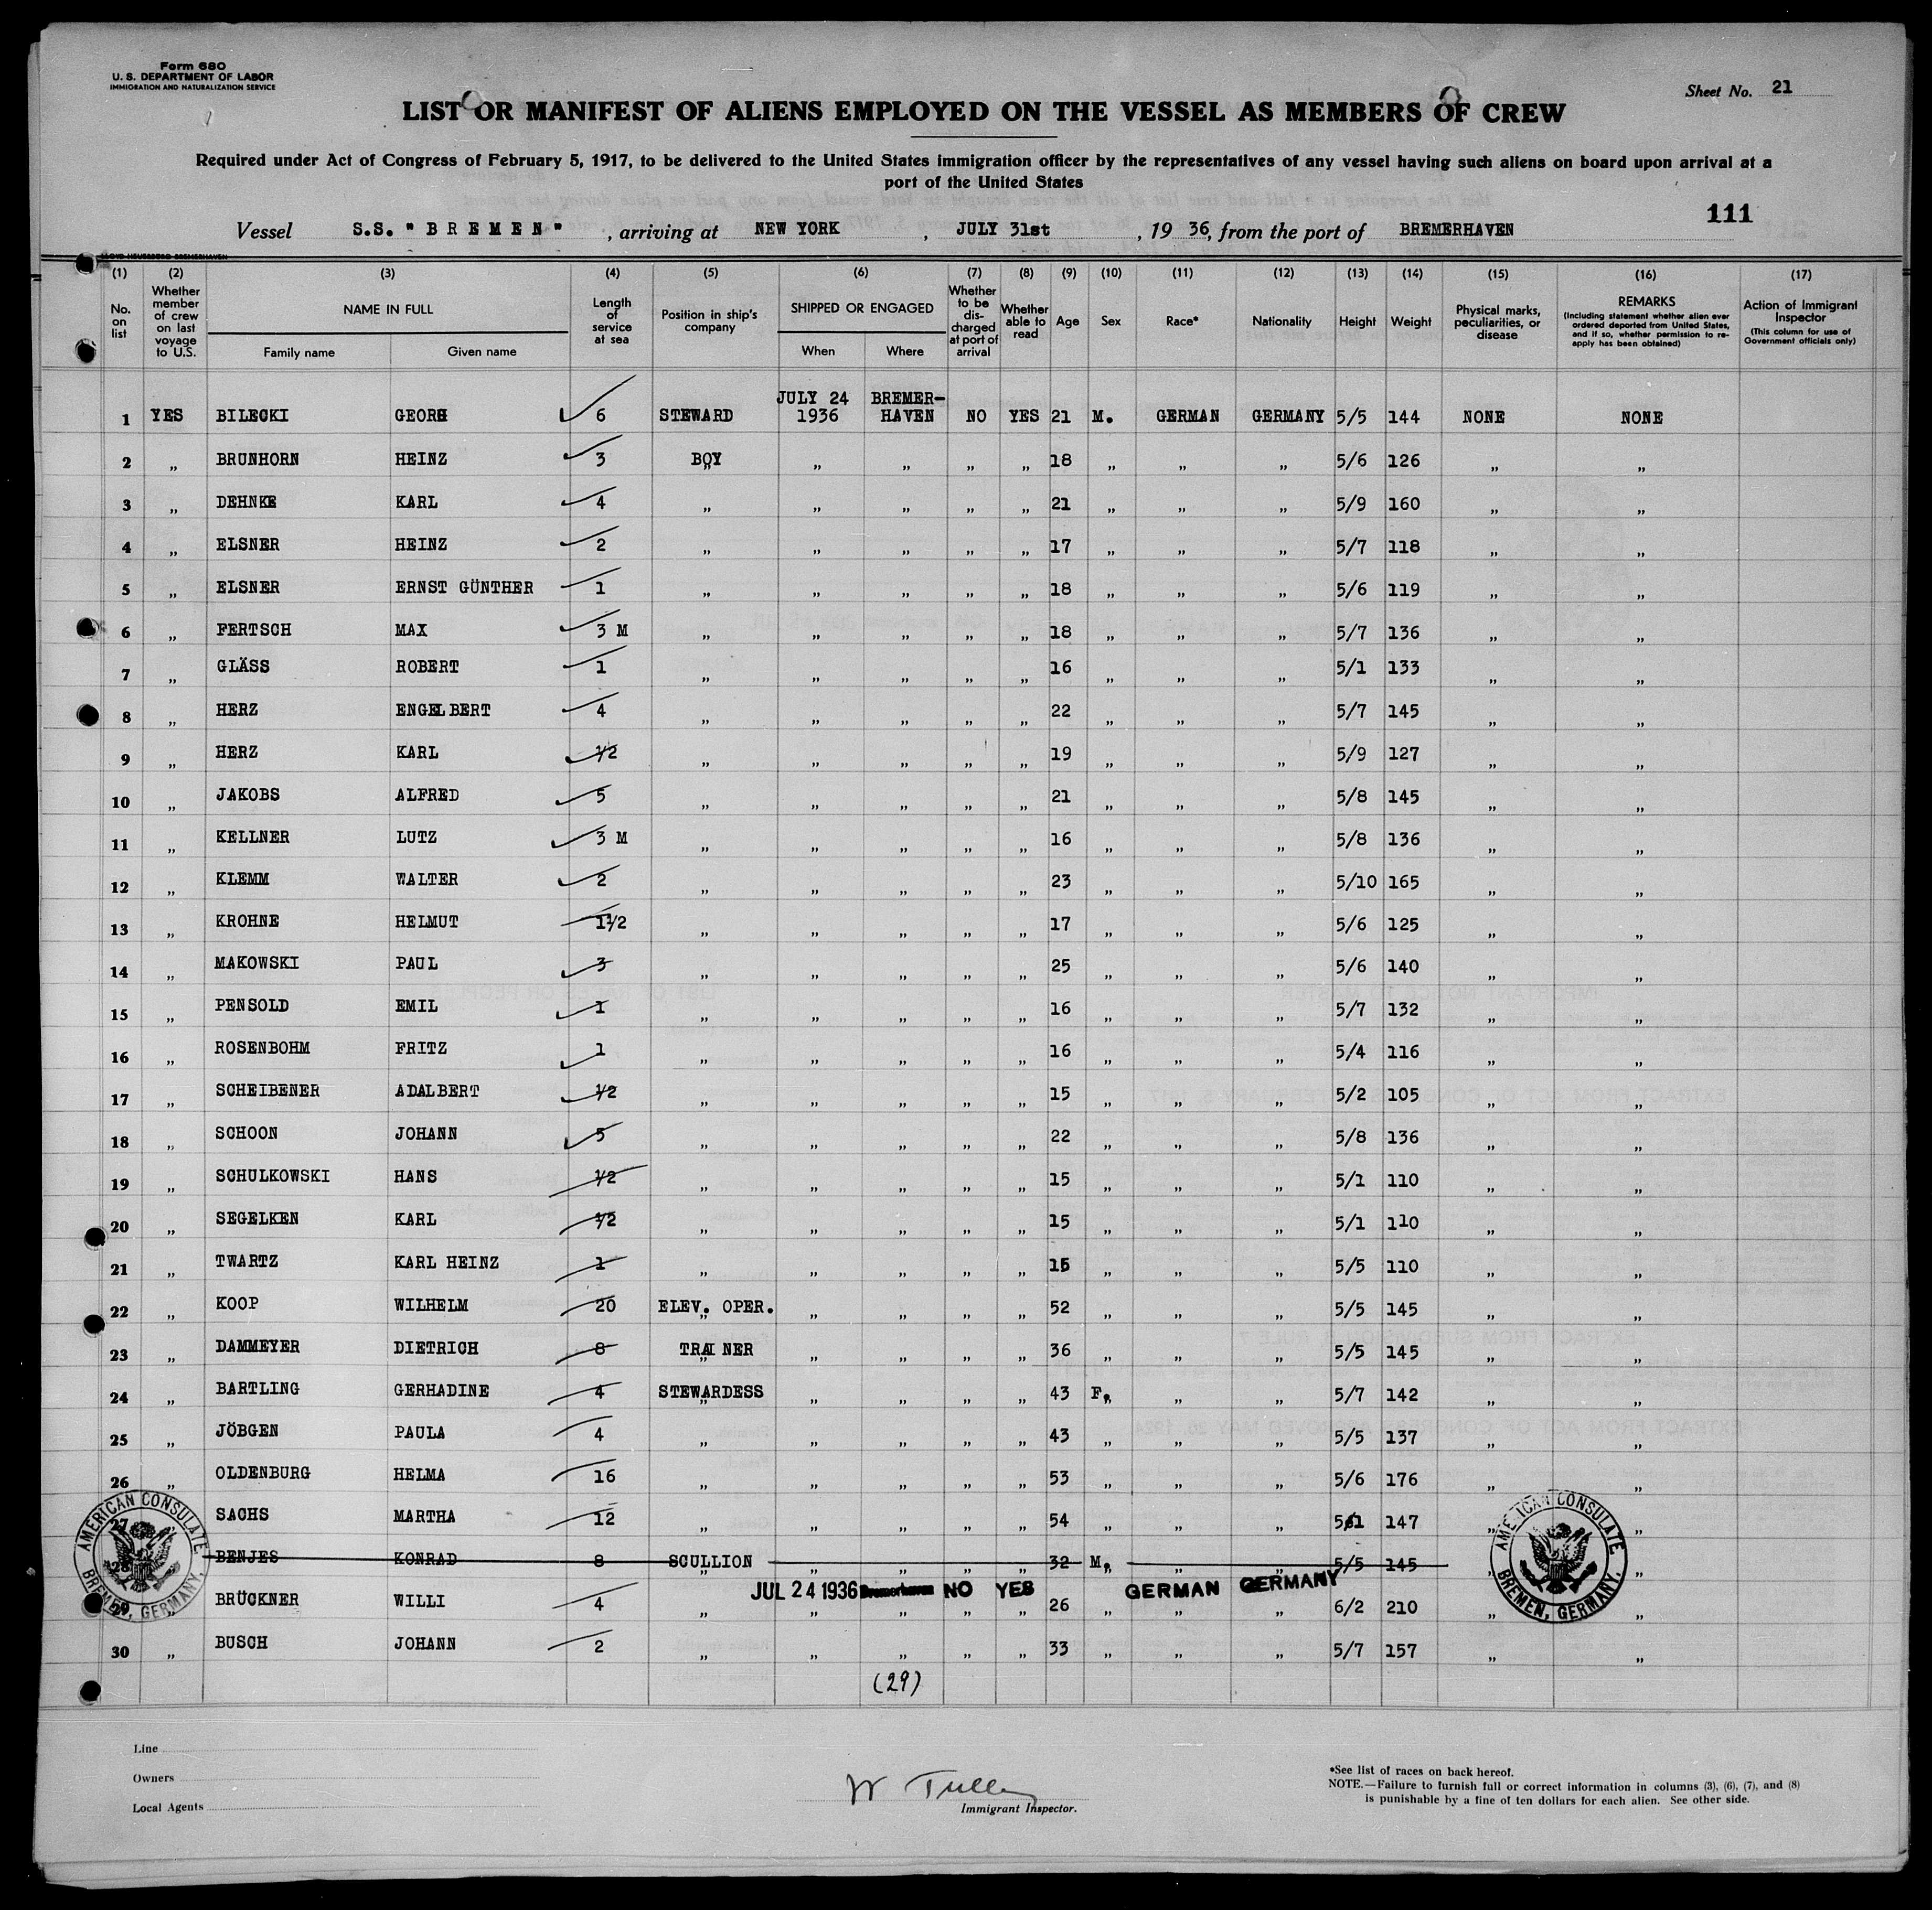 Form 680
U. S. DEPARTMENT OF LABOR
IMMIGRATION AND NATURALIZATION SERVICE
Sheet No. 21
LIST OR MANIFEST OF ALIENS EMPLOYED ON THE VESSEL AS MEMBERS OF CREW
Required under Act of Congress of February 5, 1917, to be delivered to the United States immigration officer by the representatives of any vessel having such aliens on board upon arrival at a
port of the United States
111
Vessel S.S. "BREMEN", arriving at NEW YORK, JULY 31st, 19 36, from the port of BREMERHAVEN
(1) (2) (3) (4) (5) (6) (7) (8) (9) (10) (11) (12) (13) (14) (15) (16) (17)
No. on list
Whether member of crew on last voyage to U.S.
NAME IN FULL
Family name Given name
Length of service at sea
Position in ship's company
SHIPPED OR ENGAGED
When Where
Whether to be discharged at port of arrival
Whether able to read
Age
Sex
Race*
Nationality
Height
Weight
Physical marks, peculiarities, or disease
REMARKS
(Including statement whether alien ever ordered deported from United States, and if so, whether permission to reapply has been obtained)
Action of Immigrant Inspector
(This column for use of Government officials only)
1 YES BILECKI GEORG 6 STEWARD JULY 24 1936 BREMER-HAVEN NO YES 21 M. GERMAN GERMANY 5/5 144 NONE NONE
2 „ BRUNHORN HEINZ 3 BOY „ „ „ „ 18 „ „ „ 5/6 126 „ „
3 „ DEHNKE KARL 4 „ „ „ „ „ 21 „ „ „ 5/9 160 „ „
4 „ ELSNER HEINZ 2 „ „ „ „ „ 17 „ „ „ 5/7 118 „ „
5 „ ELSNER ERNST GÜNTHER 1 „ „ „ „ „ 18 „ „ „ 5/6 119 „ „
6 „ FERTSCH MAX 3 M „ „ „ „ „ 18 „ „ „ 5/7 136 „ „
7 „ GLÄSS ROBERT 1 „ „ „ „ „ 16 „ „ „ 5/1 133 „ „
8 „ HERZ ENGELBERT 4 „ „ „ „ „ 22 „ „ „ 5/7 145 „ „
9 „ HERZ KARL 1/2 „ „ „ „ „ 19 „ „ „ 5/9 127 „ „
10 „ JAKOBS ALFRED 5 „ „ „ „ „ 21 „ „ „ 5/8 145 „ „
11 „ KELLNER LUTZ 3 M „ „ „ „ „ 16 „ „ „ 5/8 136 „ „
12 „ KLEMM WALTER 2 „ „ „ „ „ 23 „ „ „ 5/10 165 „ „
13 „ KROHNE HELMUT 1 1/2 „ „ „ „ „ 17 „ „ „ 5/6 125 „ „
14 „ MAKOWSKI PAUL 3 „ „ „ „ „ 25 „ „ „ 5/6 140 „ „
15 „ PENSOLD EMIL 1 „ „ „ „ „ 16 „ „ „ 5/7 132 „ „
16 „ ROSENBOHM FRITZ 1 „ „ „ „ „ 16 „ „ „ 5/4 116 „ „
17 „ SCHEIBENER ADALBERT 1/2 „ „ „ „ „ 15 „ „ „ 5/2 105 „ „
18 „ SCHOON JOHANN 5 „ „ „ „ „ 22 „ „ „ 5/8 136 „ „
19 „ SCHULKOWSKI HANS 1/2 „ „ „ „ „ 15 „ „ „ 5/1 110 „ „
20 „ SEGELKEN KARL 1/2 „ „ „ „ „ 15 „ „ „ 5/1 110 „ „
21 „ TWARTZ KARL HEINZ 1 „ „ „ „ „ 15 „ „ „ 5/5 110 „ „
22 „ KOOP WILHELM 20 ELEV. OPER. „ „ „ „ 52 „ „ „ 5/5 145 „ „
23 „ DAMMEYER DIETRICH 8 TRAINER „ „ „ „ 36 „ „ „ 5/5 145 „ „
24 „ BARTLING GERHADINE 4 STEWARDESS „ „ „ „ 43 F. „ „ 5/7 142 „ „
25 „ JÖBGEN PAULA 4 „ „ „ „ „ 43 „ „ „ 5/5 137 „ „
26 „ OLDENBURG HELMA 16 „ „ „ „ „ 53 „ „ „ 5/6 176 „ „
27 SACHS MARTHA 12 „ „ „ „ „ 54 „ „ „ 5/1 147 „ „
28 BENJES KONRAD 8 SCULLION „ „ „ „ 32 M. „ „ 5/5 145 „ „
JUL 24 1936 Bremerhaven NO YES GERMAN GERMANY
29 „ BRÜCKNER WILLI 4 „ „ „ „ „ 26 „ „ „ 6/2 210 „ „
30 „ BUSCH JOHANN 2 „ „ „ „ „ 33 „ „ „ 5/7 157 „ „
(29)
AMERICAN CONSULATE
BREMEN, GERMANY.
AMERICAN CONSULATE
BREMEN, GERMANY.
Line
Owners
Local Agents
W Tulley
Immigrant Inspector.
*See list of races on back hereof.
NOTE.—Failure to furnish full or correct information in columns (3), (6), (7), and (8)
is punishable by a fine of ten dollars for each alien. See other side.